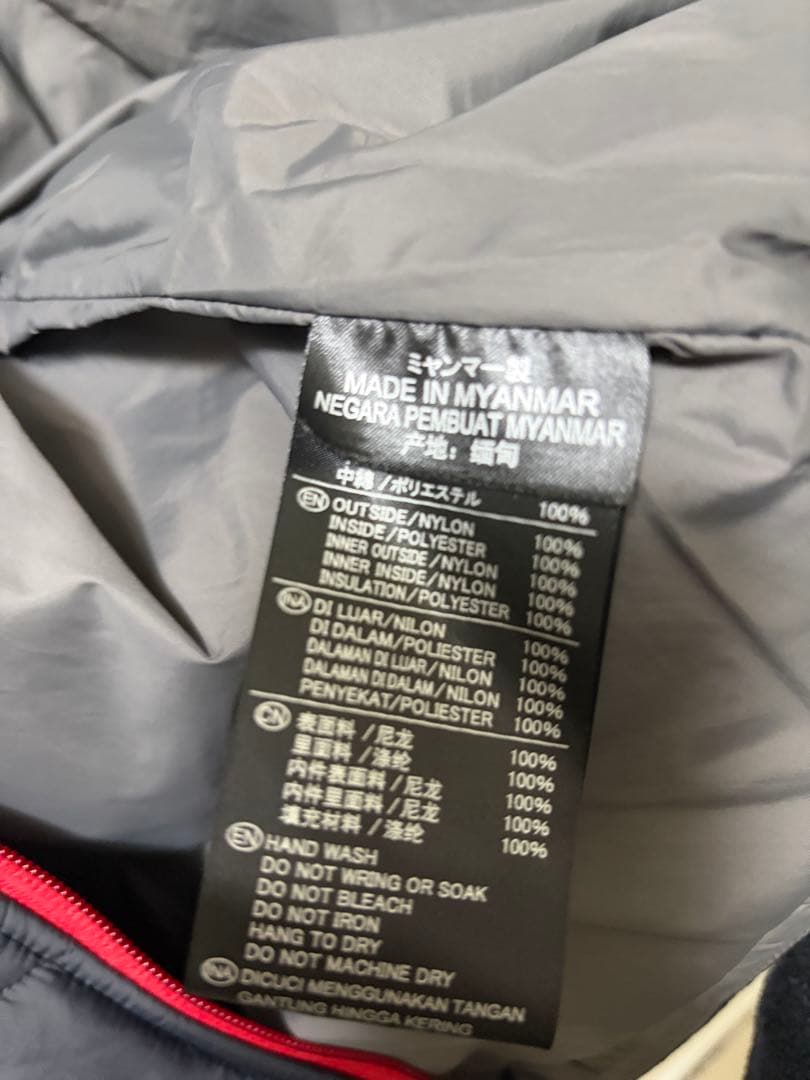 ミャンマー製
MADE IN MYANMAR
NEGARA PEMBUAT MYANMAR
产地: 缅甸
中綿/ポリエステル 100%
EN OUTSIDE/NYLON 100%
INSIDE/POLYESTER 100%
INNER OUTSIDE/NYLON 100%
INNER INSIDE/NYLON 100%
INSULATION/POLYESTER 100%
INA DI LUAR/NILON 100%
DI DALAM/POLIESTER 100%
DALAMAN DI LUAR/NILON 100%
DALAMAN DI DALAM/NILON 100%
PENYEKAT/POLIESTER 100%
CN 表面料/尼龙 100%
里面料/涤纶 100%
内件表面料/尼龙 100%
内件里面料/尼龙 100%
填充材料/涤纶 100%
EN HAND WASH
DO NOT WRING OR SOAK
DO NOT BLEACH
DO NOT IRON
HANG TO DRY
DO NOT MACHINE DRY
INA DICUCI MENGGUNAKAN TANGAN
GANTUNG HINGGA KERING